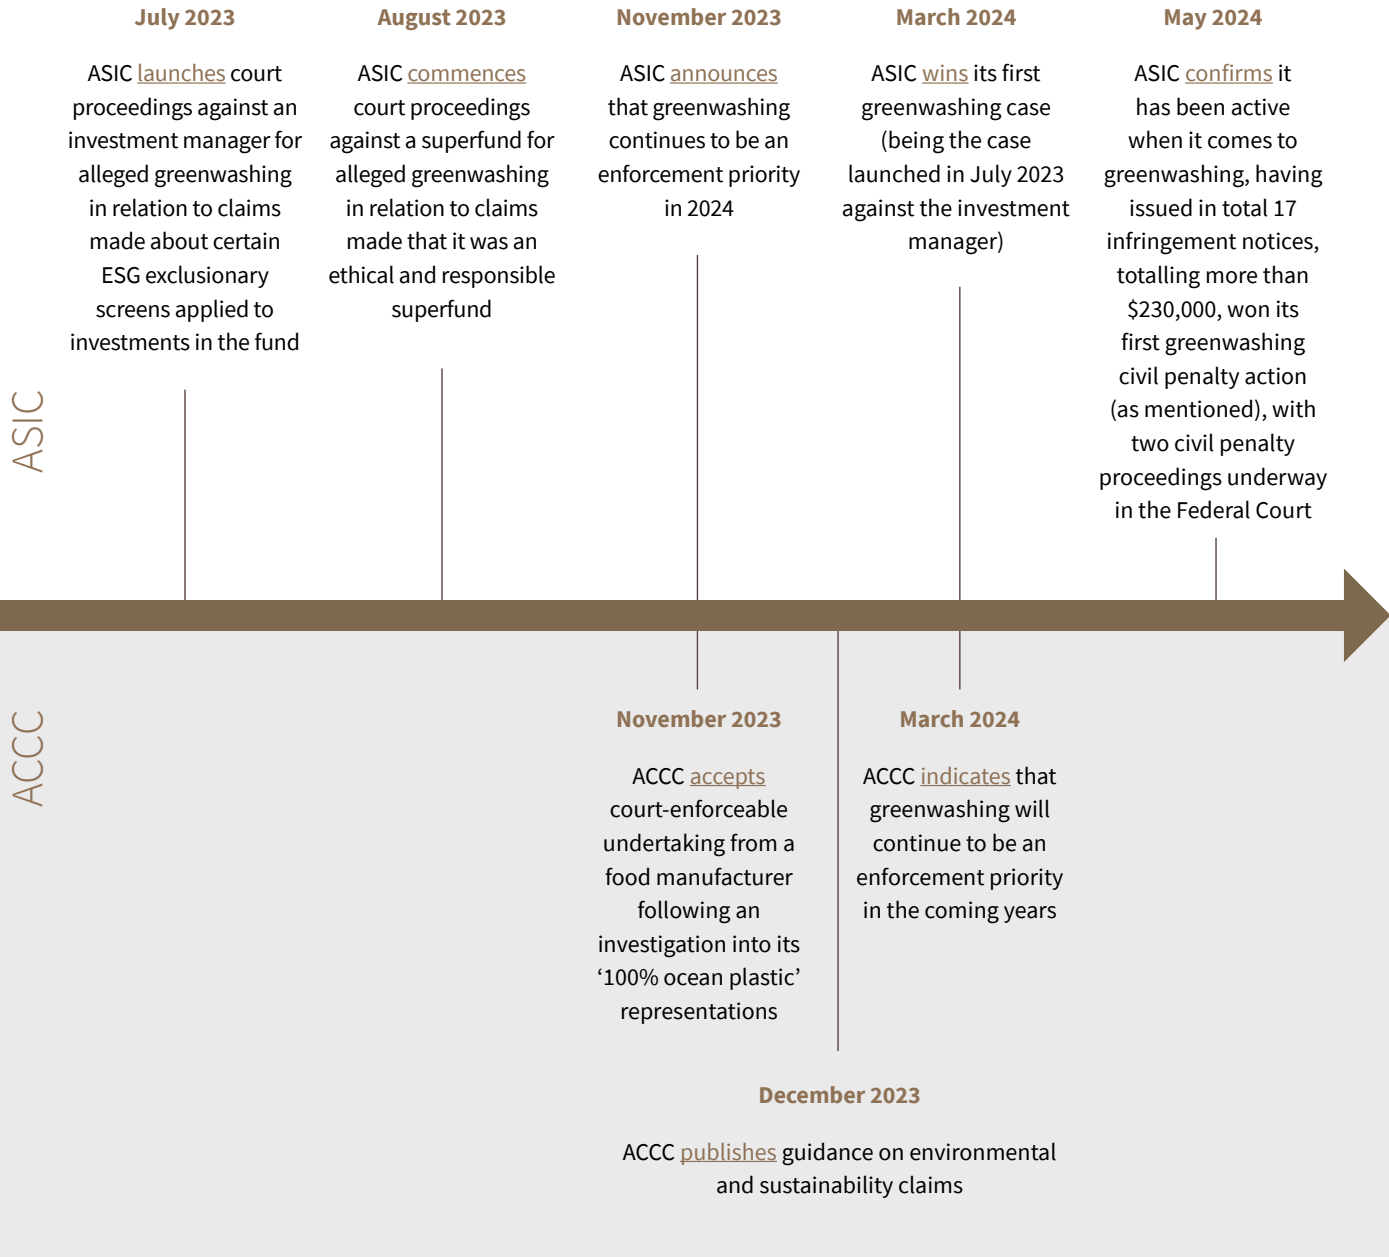 July 2023
ASIC launches court
proceedings against an
investment manager for
alleged greenwashing
in relation to claims
made about certain
ESG exclusionary
screens applied to
investments in the fund
August 2023
ASIC commences
court proceedings
against a superfund for
alleged greenwashing
in relation to claims
made that it was an
ethical and responsible
superfund
November 2023
ASIC announces
that greenwashing
continues to be an
enforcement priority
in 2024
March 2024
ASIC wins its first
greenwashing case
(being the case
launched in July 2023
against the investment
manager)
May 2024
ASIC confirms it
has been active
when it comes to
greenwashing, having
issued in total 17
infringement notices,
totalling more than
$230,000, won its
first greenwashing
civil penalty action
(as mentioned), with
two civil penalty
proceedings underway
in the Federal Court
ASIC
ACCC
November 2023
ACCC accepts
court-enforceable
undertaking from a
food manufacturer
following an
investigation into its
‘100% ocean plastic’
representations
March 2024
ACCC indicates that
greenwashing will
continue to be an
enforcement priority
in the coming years
December 2023
ACCC publishes guidance on environmental
and sustainability claims